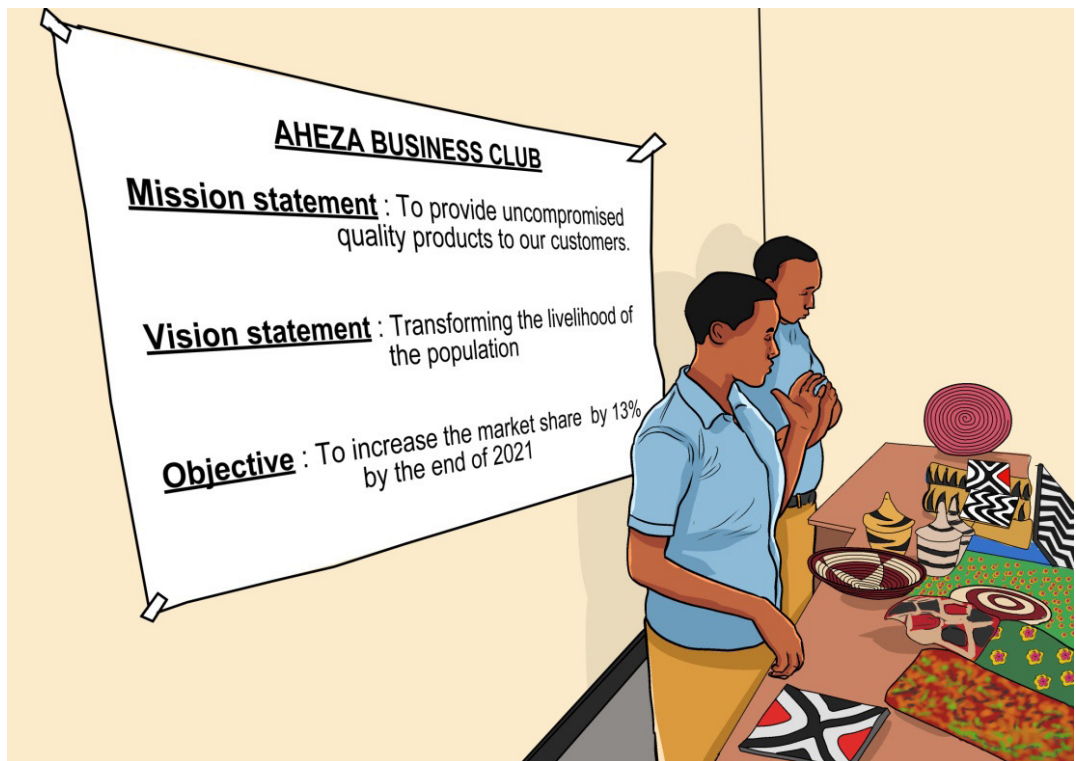 AHEZA BUSINESS CLUB
Mission statement : To provide uncompromised
quality products to our customers.
Vision statement : Transforming the livelihood of
the population
Objective : To increase the market share by 13%
by the end of 2021